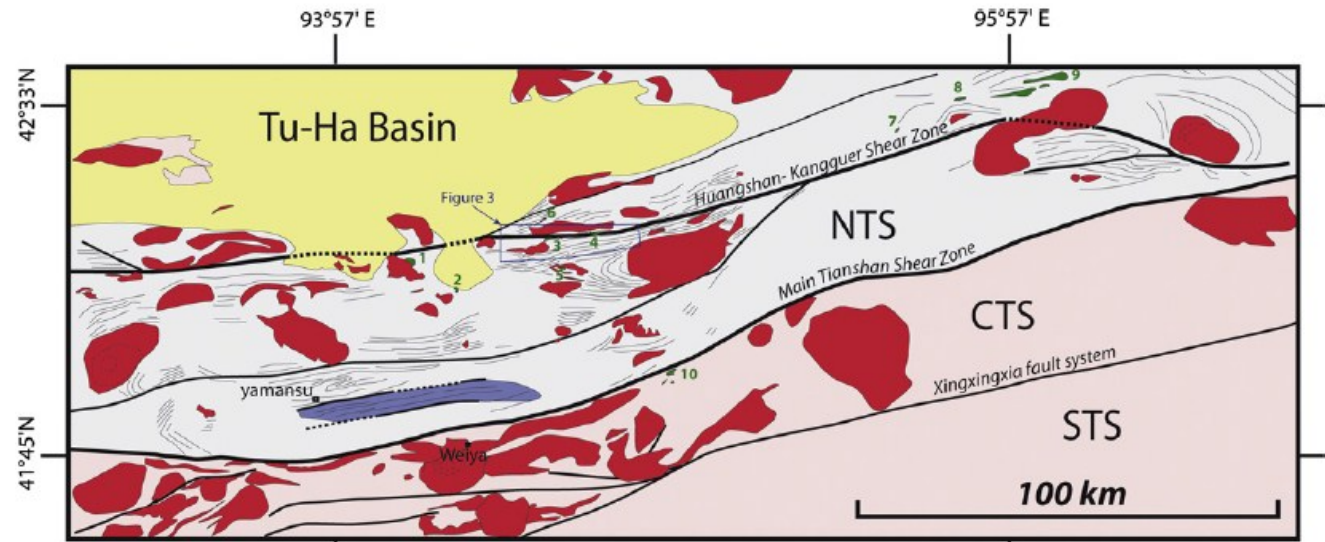 93°57' E
95°57' E
42°33'N
41°45'N
Tu-Ha Basin
9
8
7
Huangshan- Kangguer Shear Zone
Figure 3
6
3
4
1
2
5
NTS
Main Tianshan Shear Zone
CTS
10
Xingxingxia fault system
yamansu
STS
Weiya
100 km